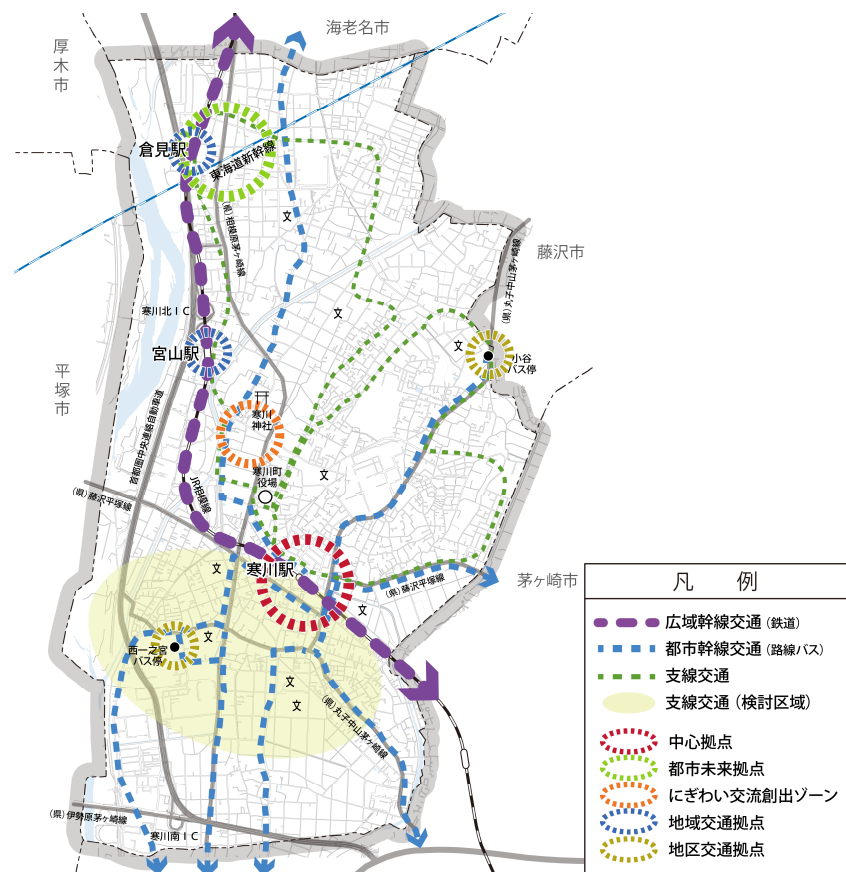 海老名市
厚木市
倉見駅
東海道新幹線
文
(県)相模原茅ヶ崎線
藤沢市
(県)丸子中山茅ヶ崎線
寒川北IC
文
宮山駅
文
小谷
バス停
平塚市
首都圏中央連絡自動車道
寒川
神社
寒川町
役場
文
JR相模線
(県)藤沢平塚線
寒川駅
文
(県)藤沢平塚線
茅ヶ崎市
文
文
西一之宮
バス停
文
文
(県)丸子中山茅ヶ崎線
(県)伊勢原茅ヶ崎線
寒川南IC
凡 例
広域幹線交通(鉄道)
都市幹線交通(路線バス)
支線交通
支線交通(検討区域)
中心拠点
都市未来拠点
にぎわい交流創出ゾーン
地域交通拠点
地区交通拠点